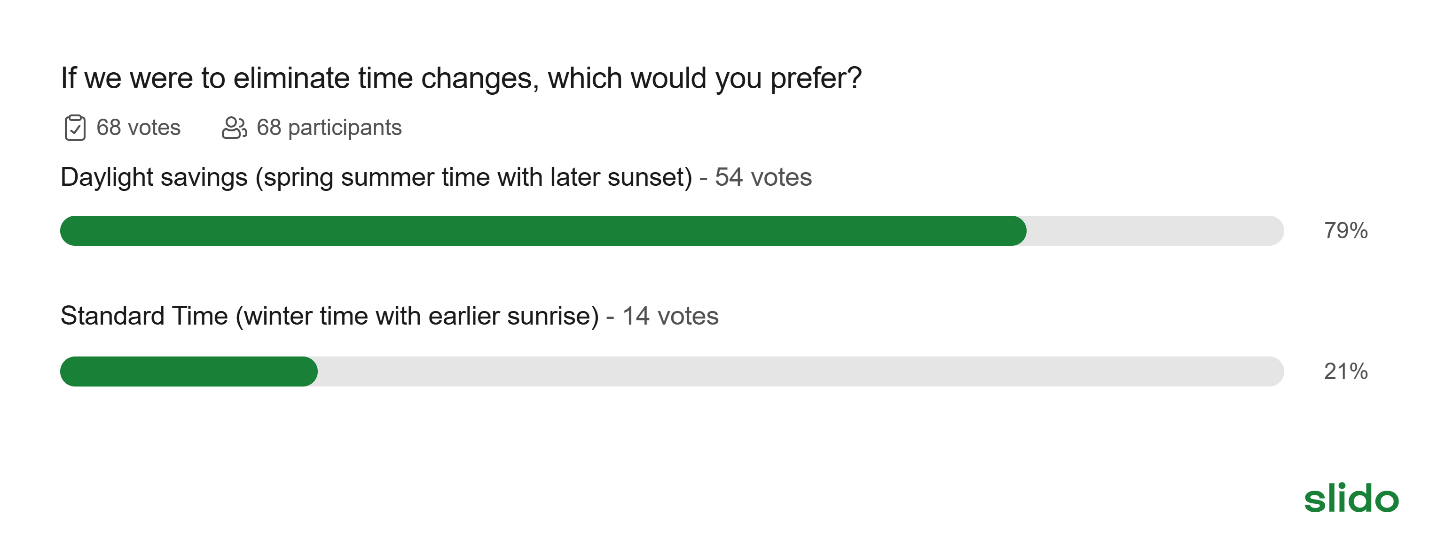 If we were to eliminate time changes, which would you prefer?
68 votes 68 participants
Daylight savings (spring summer time with later sunset) - 54 votes
79%
Standard Time (winter time with earlier sunrise) - 14 votes
21%
slido